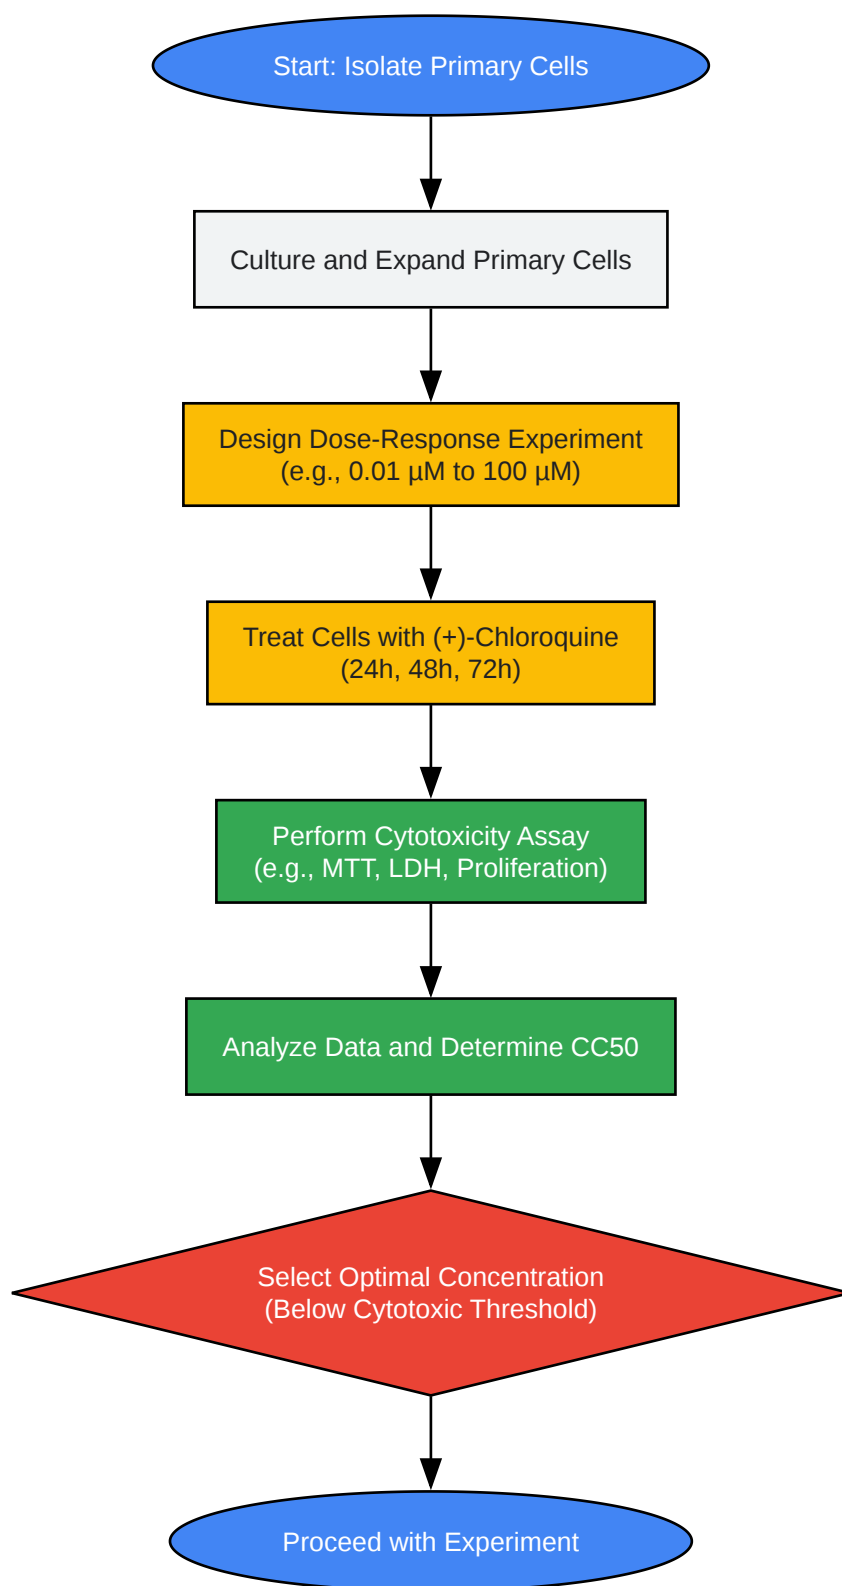 Start: Isolate Primary Cells
Culture and Expand Primary Cells
Design Dose-Response Experiment
(e.g., 0.01 µM to 100 µM)
Treat Cells with (+)-Chloroquine
(24h, 48h, 72h)
Perform Cytotoxicity Assay
(e.g., MTT, LDH, Proliferation)
Analyze Data and Determine CC50
Select Optimal Concentration
(Below Cytotoxic Threshold)
Proceed with Experiment